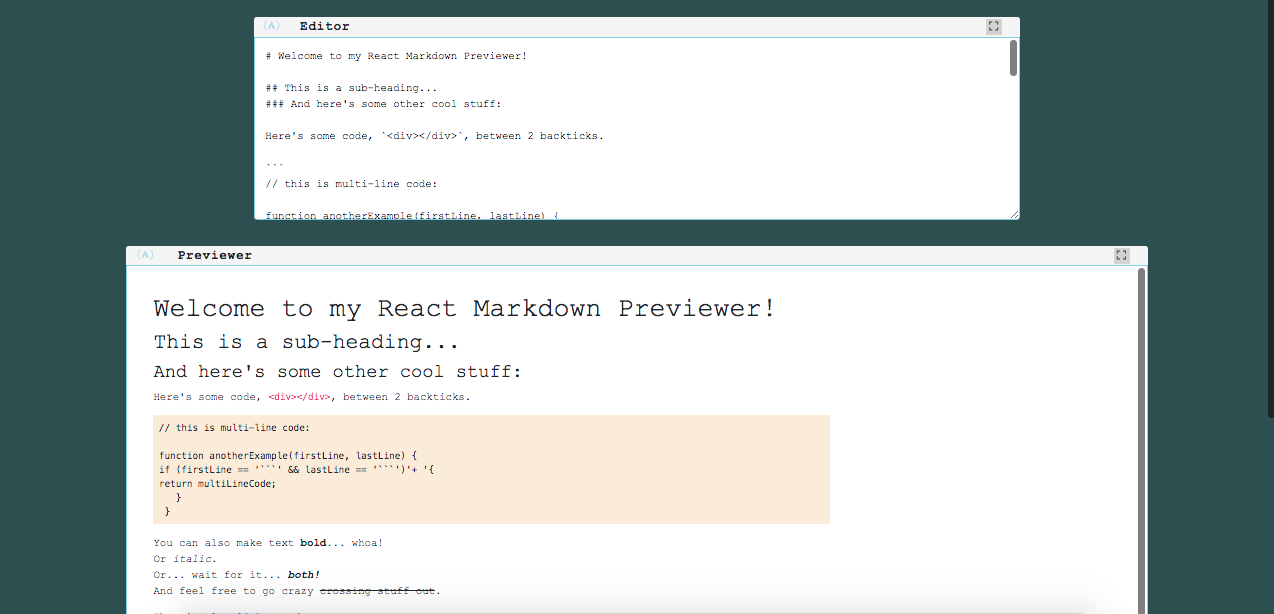 (A) Editor
# Welcome to my React Markdown Previewer!
## This is a sub-heading...
### And here's some other cool stuff:
Here's some code, `<div></div>`, between 2 backticks.
```
// this is multi-line code:
function anotherExample(firstLine, lastLine) {
(A) Previewer
Welcome to my React Markdown Previewer!
This is a sub-heading...
And here's some other cool stuff:
Here's some code, <div></div>, between 2 backticks.
// this is multi-line code:
function anotherExample(firstLine, lastLine) {
if (firstLine == '```' && lastLine == '```')'+ '{
return multiLineCode;
}
}
You can also make text bold... whoa!
Or italic.
Or... wait for it... both!
And feel free to go crazy crossing stuff out.